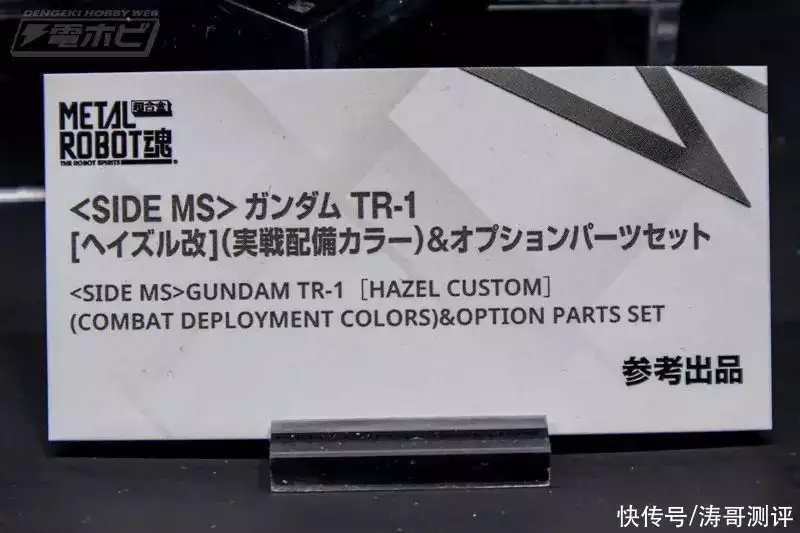 DENGEKI HOBBY WEB
電ホビ
METAL 超合金
ROBOT魂
THE ROBOT SPIRITS
<SIDE MS> ガンダム TR-1
[ヘイズル改](実戦配備カラー)&オプションパーツセット
<SIDE MS>GUNDAM TR-1［HAZEL CUSTOM］
(COMBAT DEPLOYMENT COLORS)&OPTION PARTS SET
参考出品
快传号/涛哥测评